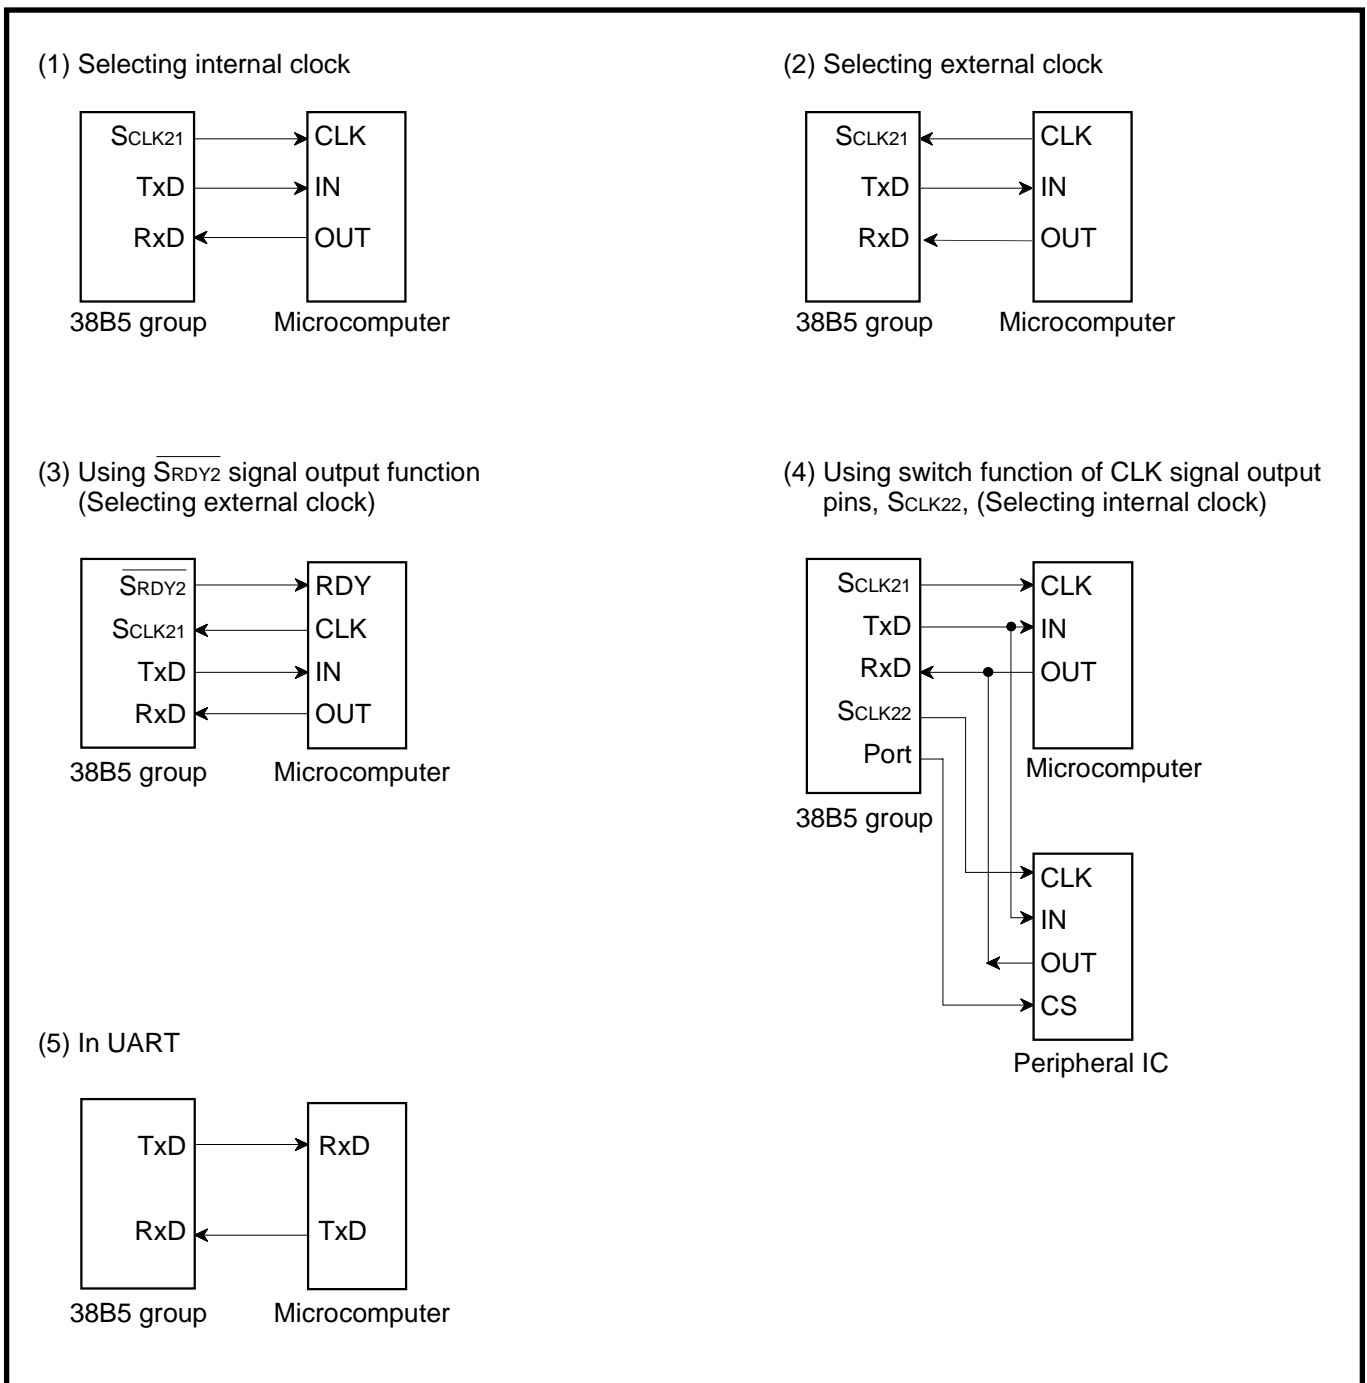 (1) Selecting internal clock
SCLK21
TxD
RxD
CLK
IN
OUT
38B5 group
Microcomputer
(2) Selecting external clock
SCLK21
TxD
RxD
CLK
IN
OUT
38B5 group
Microcomputer
(3) Using SRDY2 signal output function
(Selecting external clock)
SRDY2
SCLK21
TxD
RxD
RDY
CLK
IN
OUT
38B5 group
Microcomputer
(4) Using switch function of CLK signal output
pins, SCLK22, (Selecting internal clock)
SCLK21
TxD
RxD
SCLK22
Port
CLK
IN
OUT
Microcomputer
38B5 group
CLK
IN
OUT
CS
Peripheral IC
(5) In UART
TxD
RxD
RxD
TxD
38B5 group
Microcomputer